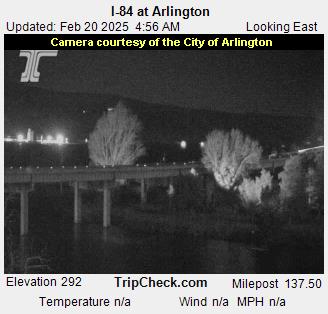 I-84 at Arlington
Updated: Feb 20 2025 4:56 AM Looking East
Camera courtesy of the City of Arlington
Elevation 292 TripCheck.com Milepost 137.50
Temperature n/a Wind n/a MPH n/a